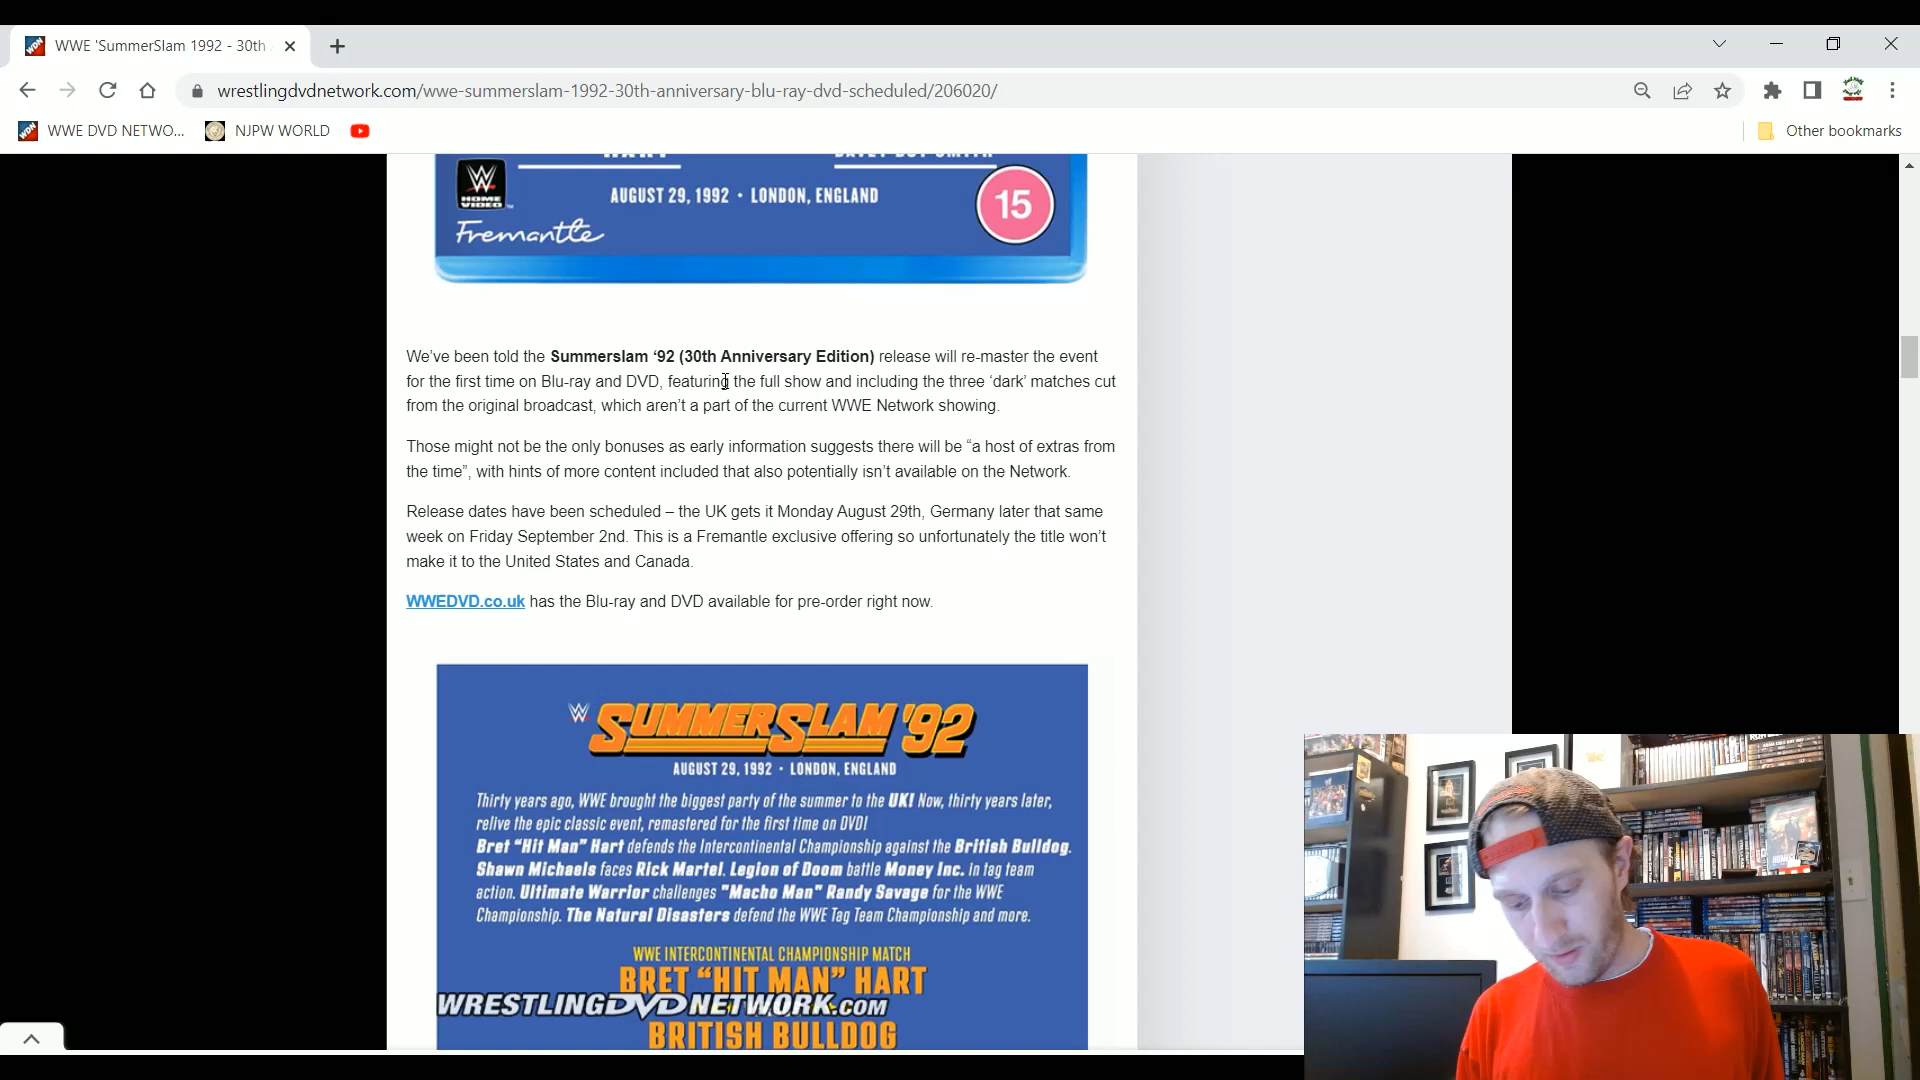 WWE 'SummerSlam 1992 - 30th
wrestlingdvdnetwork.com/wwe-summerslam-1992-30th-anniversary-blu-ray-dvd-scheduled/206020/
WWE DVD NETWO... NJPW WORLD Other bookmarks
HART DAVEY BOY SMITH
HOME VIDEO
AUGUST 29, 1992 • LONDON, ENGLAND
15
Fremantle
We've been told the Summerslam '92 (30th Anniversary Edition) release will re-master the event
for the first time on Blu-ray and DVD, featuring the full show and including the three 'dark' matches cut
from the original broadcast, which aren't a part of the current WWE Network showing.
Those might not be the only bonuses as early information suggests there will be "a host of extras from
the time", with hints of more content included that also potentially isn't available on the Network.
Release dates have been scheduled – the UK gets it Monday August 29th, Germany later that same
week on Friday September 2nd. This is a Fremantle exclusive offering so unfortunately the title won't
make it to the United States and Canada.
WWEDVD.co.uk has the Blu-ray and DVD available for pre-order right now.
W SUMMERSLAM '92
AUGUST 29, 1992 • LONDON, ENGLAND
Thirty years ago, WWE brought the biggest party of the summer to the UK! Now, thirty years later,
relive the epic classic event, remastered for the first time on DVD!
Bret "Hit Man" Hart defends the Intercontinental Championship against the British Bulldog.
Shawn Michaels faces Rick Martel. Legion of Doom battle Money Inc. in tag team
action. Ultimate Warrior challenges "Macho Man" Randy Savage for the WWE
Championship. The Natural Disasters defend the WWE Tag Team Championship and more.
WWE INTERCONTINENTAL CHAMPIONSHIP MATCH
BRET "HIT MAN" HART
WRESTLINGDVDNETWORK.COM
BRITISH BULLDOG